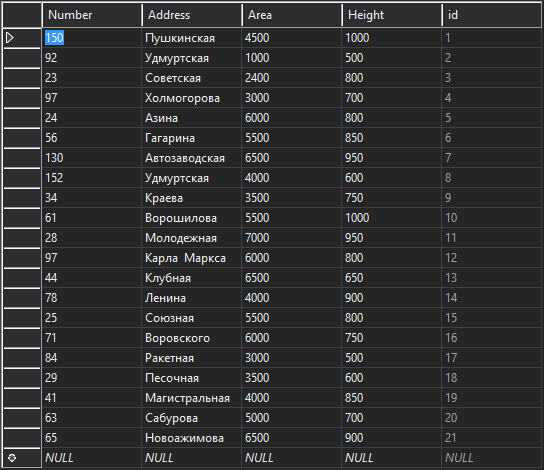 Number Address Area Height id
150 Пушкинская 4500 1000 1
92 Удмуртская 1000 500 2
23 Советская 2400 800 3
97 Холмогорова 3000 700 4
24 Азина 6000 800 5
56 Гагарина 5500 850 6
130 Автозаводская 6500 950 7
152 Удмуртская 4000 600 8
34 Краева 3500 750 9
61 Ворошилова 5500 1000 10
28 Молодежная 7000 950 11
97 Карла Маркса 6000 800 12
44 Клубная 6500 650 13
78 Ленина 4000 900 14
25 Союзная 5500 800 15
71 Воровского 6000 750 16
84 Ракетная 3000 500 17
29 Песочная 3500 600 18
41 Магистральная 4000 850 19
63 Сабурова 5000 700 20
65 Новоажимова 6500 900 21
NULL NULL NULL NULL NULL